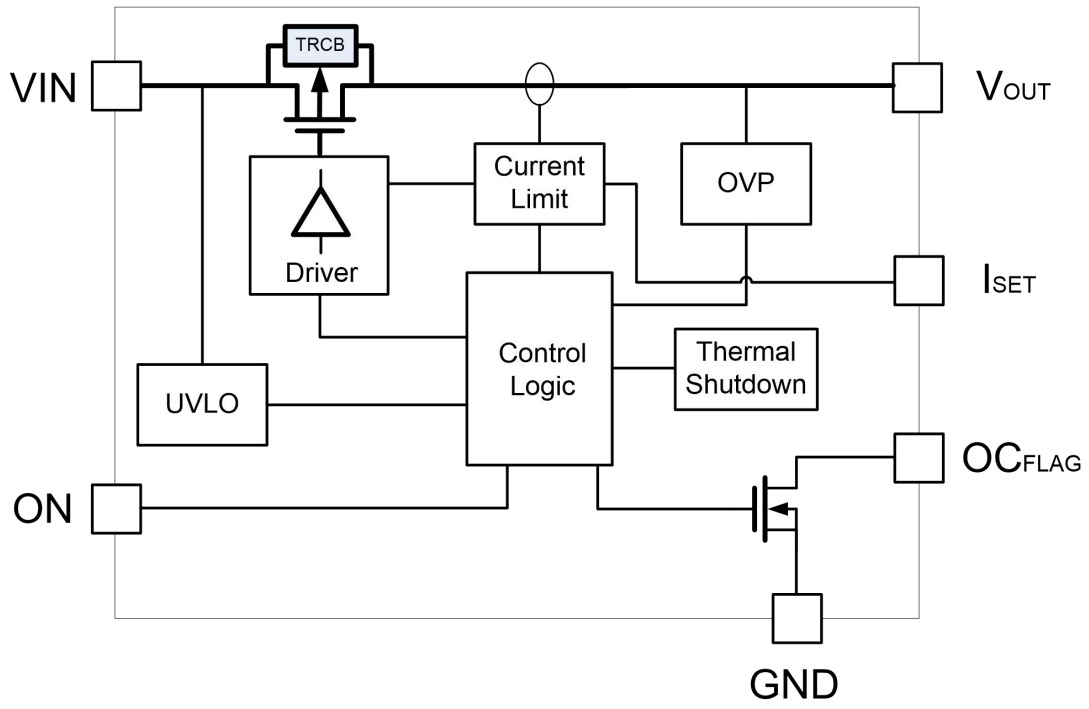 TRCB
VIN
VOUT
Current
Limit
OVP
Driver
ISET
Control
Logic
Thermal
Shutdown
UVLO
OCFLAG
ON
GND